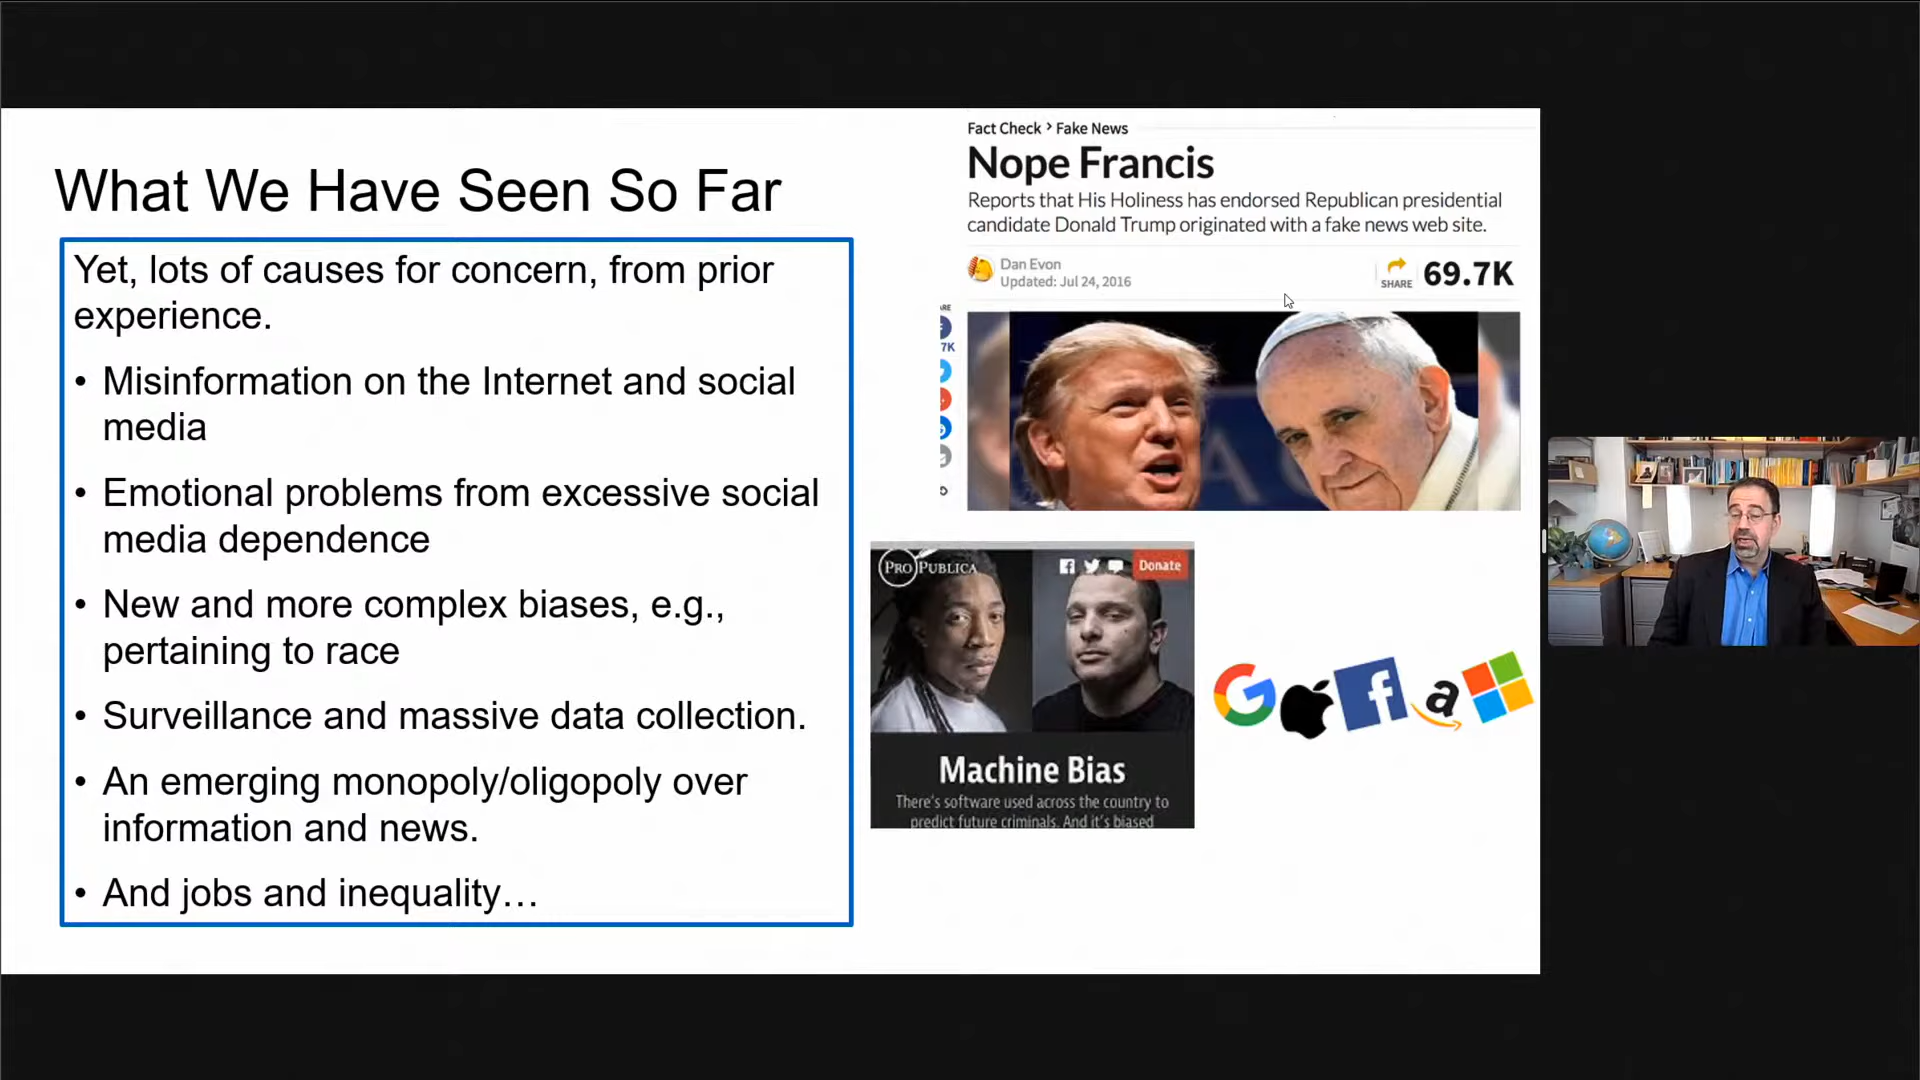 What We Have Seen So Far
Yet, lots of causes for concern, from prior
experience.
• Misinformation on the Internet and social
media
• Emotional problems from excessive social
media dependence
• New and more complex biases, e.g.,
pertaining to race
• Surveillance and massive data collection.
• An emerging monopoly/oligopoly over
information and news.
• And jobs and inequality…
Fact Check > Fake News
Nope Francis
Reports that His Holiness has endorsed Republican presidential
candidate Donald Trump originated with a fake news web site.
Dan Evon
Updated: Jul 24, 2016
SHARE 69.7K
7K
PROPUBLICA
Donate
Machine Bias
There's software used across the country to
predict future criminals. And it's biased